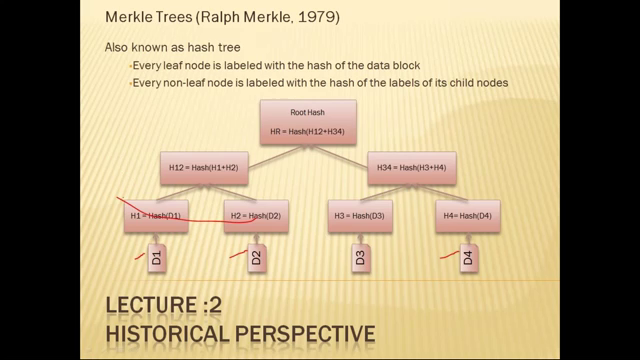 Merkle Trees (Ralph Merkle, 1979)
Also known as hash tree
Every leaf node is labeled with the hash of the data block
Every non-leaf node is labeled with the hash of the labels of its child nodes
Root Hash
HR = Hash(H12+H34)
H12 = Hash(H1+H2)
H34 = Hash(H3+H4)
H1 = Hash(D1)
H2 = Hash(D2)
H3 = Hash(D3)
H4= Hash(D4)
D1
D2
D3
D4
LECTURE :2
HISTORICAL PERSPECTIVE